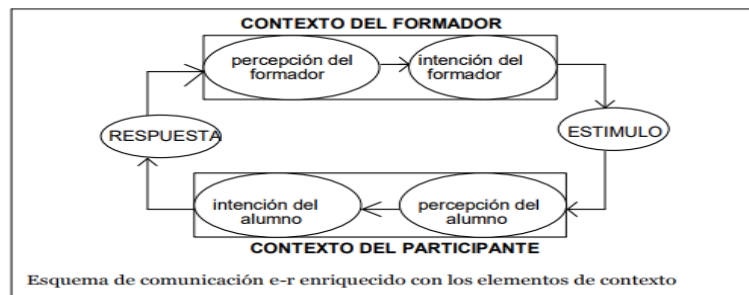 CONTEXTO DEL FORMADOR
percepción del
formador
intención del
formador
RESPUESTA
ESTIMULO
intención del
alumno
percepción del
alumno
CONTEXTO DEL PARTICIPANTE
Esquema de comunicación e-r enriquecido con los elementos de contexto